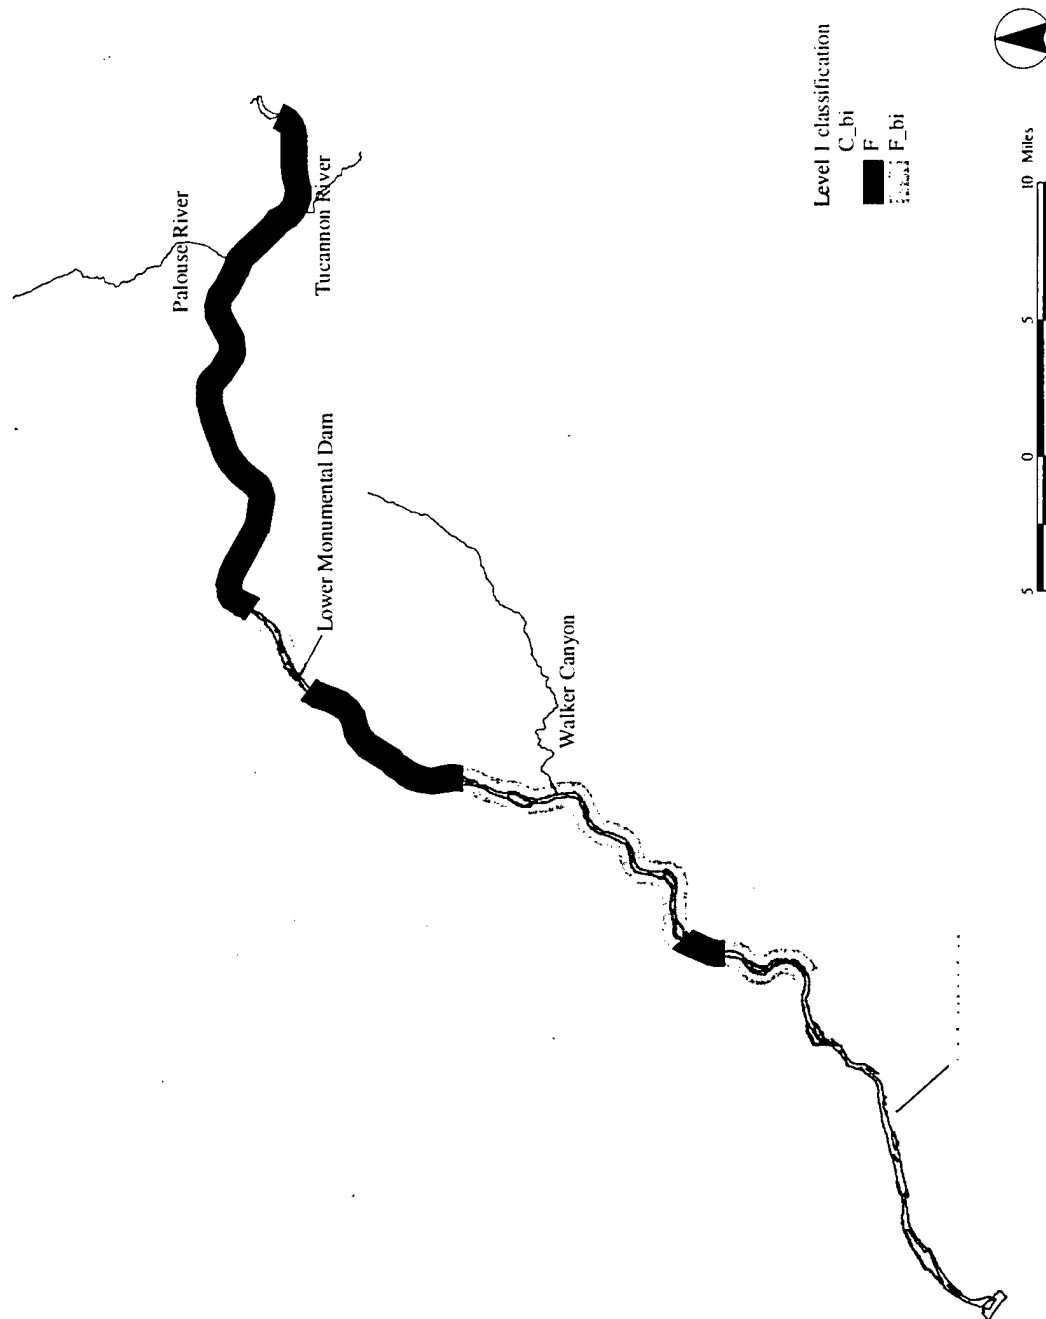 Palouse River
Tucannon River
Lower Monumental Dam
Walker Canyon
Level 1 classification
C_bi
F
F_bi
5 0 5 10 Miles